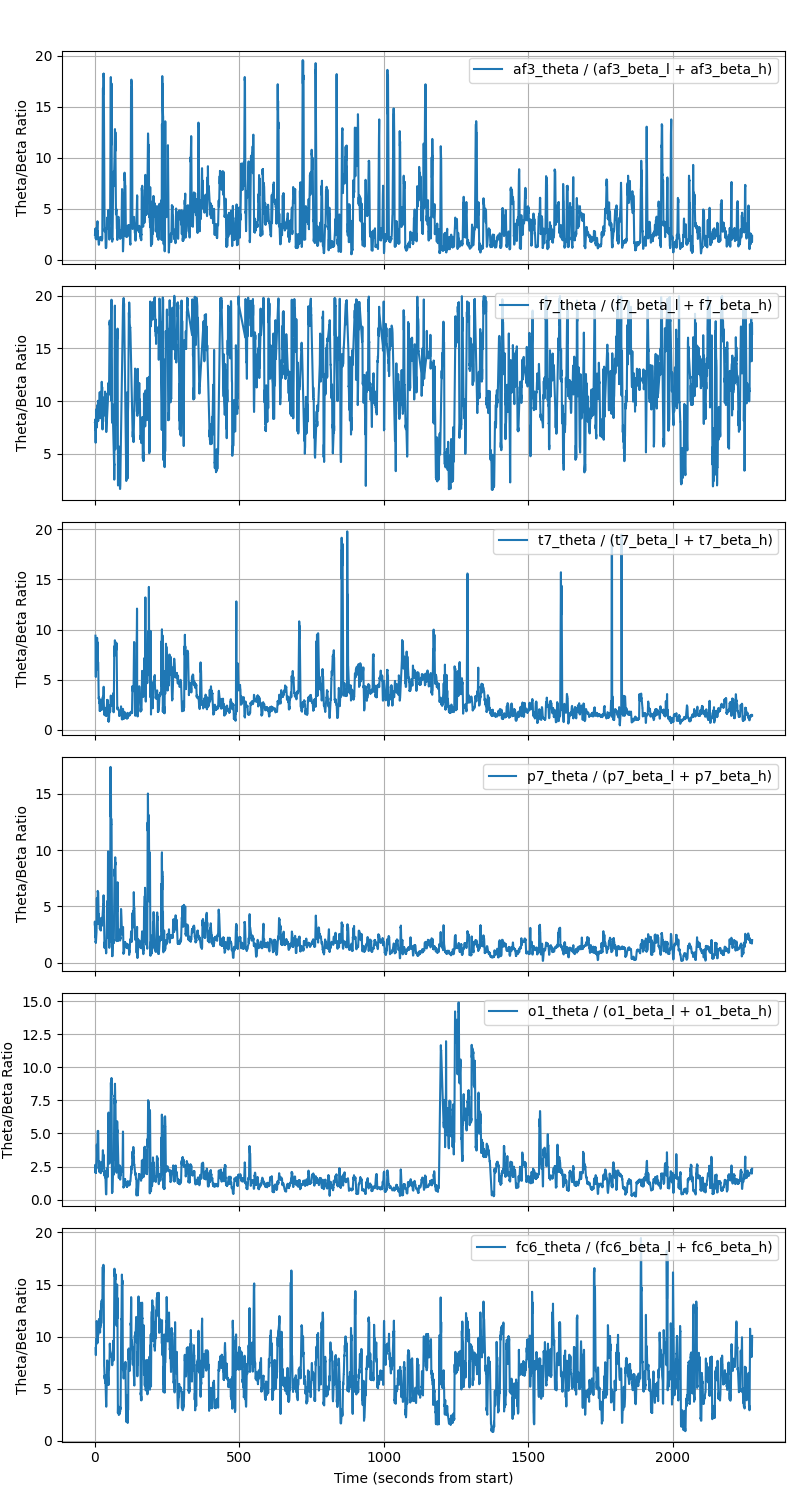 20
15
10
5
0
Theta/Beta Ratio
af3_theta / (af3_beta_l + af3_beta_h)
20
15
10
5
Theta/Beta Ratio
f7_theta / (f7_beta_l + f7_beta_h)
20
15
10
5
0
Theta/Beta Ratio
t7_theta / (t7_beta_l + t7_beta_h)
15
10
5
0
Theta/Beta Ratio
p7_theta / (p7_beta_l + p7_beta_h)
15.0
12.5
10.0
7.5
5.0
2.5
0.0
Theta/Beta Ratio
o1_theta / (o1_beta_l + o1_beta_h)
20
15
10
5
0
Theta/Beta Ratio
fc6_theta / (fc6_beta_l + fc6_beta_h)
0 500 1000 1500 2000
Time (seconds from start)